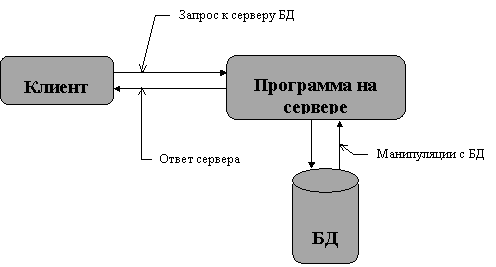 Запрос к серверу БД
Клиент
Программа на
сервере
Ответ сервера
Манипуляции с БД
БД